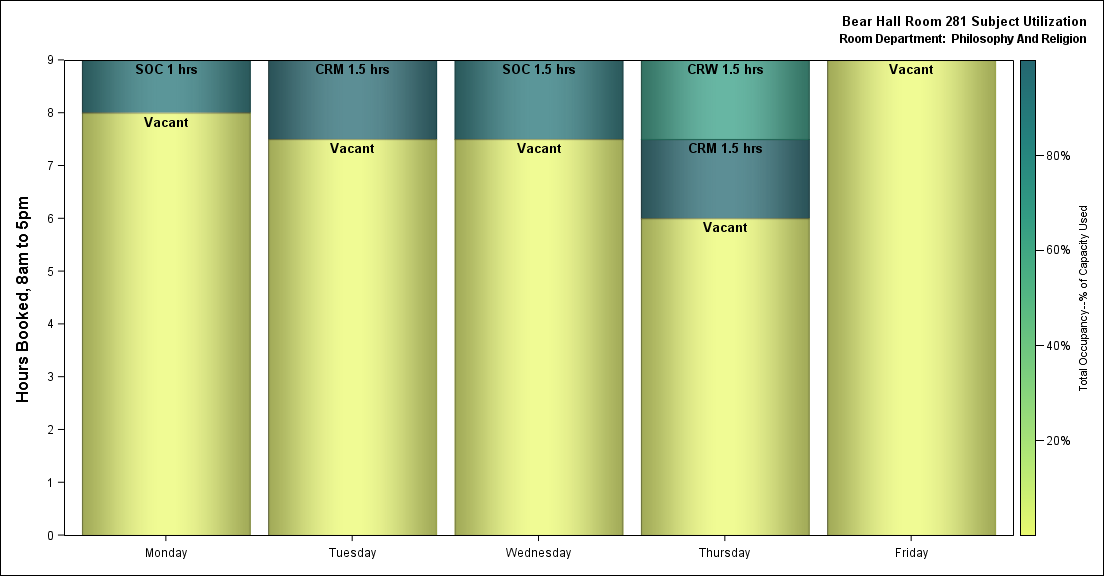 Bear Hall Room 281 Subject Utilization
Room Department: Philosophy And Religion
Hours Booked, 8am to 5pm
9
8
7
6
5
4
3
2
1
0
SOC 1 hrs
Vacant
CRM 1.5 hrs
Vacant
SOC 1.5 hrs
Vacant
CRW 1.5 hrs
CRM 1.5 hrs
Vacant
Vacant
Monday
Tuesday
Wednesday
Thursday
Friday
80%
60%
40%
20%
Total Occupancy--% of Capacity Used